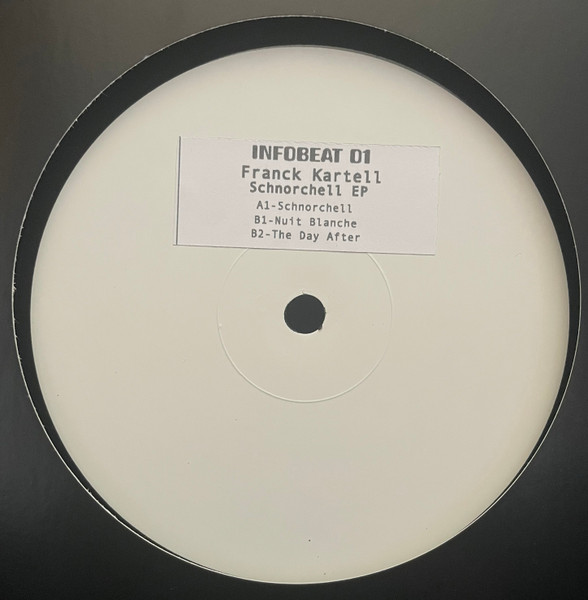 INFOBEAT 01
Franck Kartell
Schnorchell EP
A1-Schnorchell
B1-Nuit Blanche
B2-The Day After